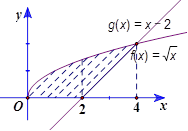 y
g(x) = x - 2
f(x) = √x
O
2
4
x